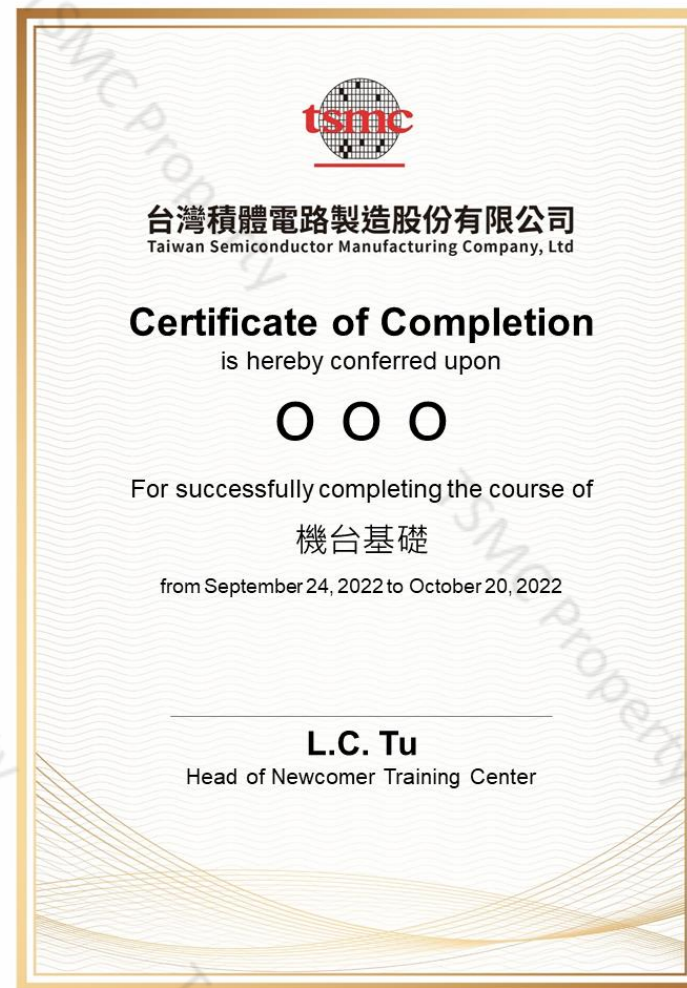 tsmc
台灣積體電路製造股份有限公司
Taiwan Semiconductor Manufacturing Company, Ltd
Certificate of Completion
is hereby conferred upon
O O O
For successfully completing the course of
機台基礎
from September 24, 2022 to October 20, 2022
L.C. Tu
Head of Newcomer Training Center
TSMC Property
TSMC Property